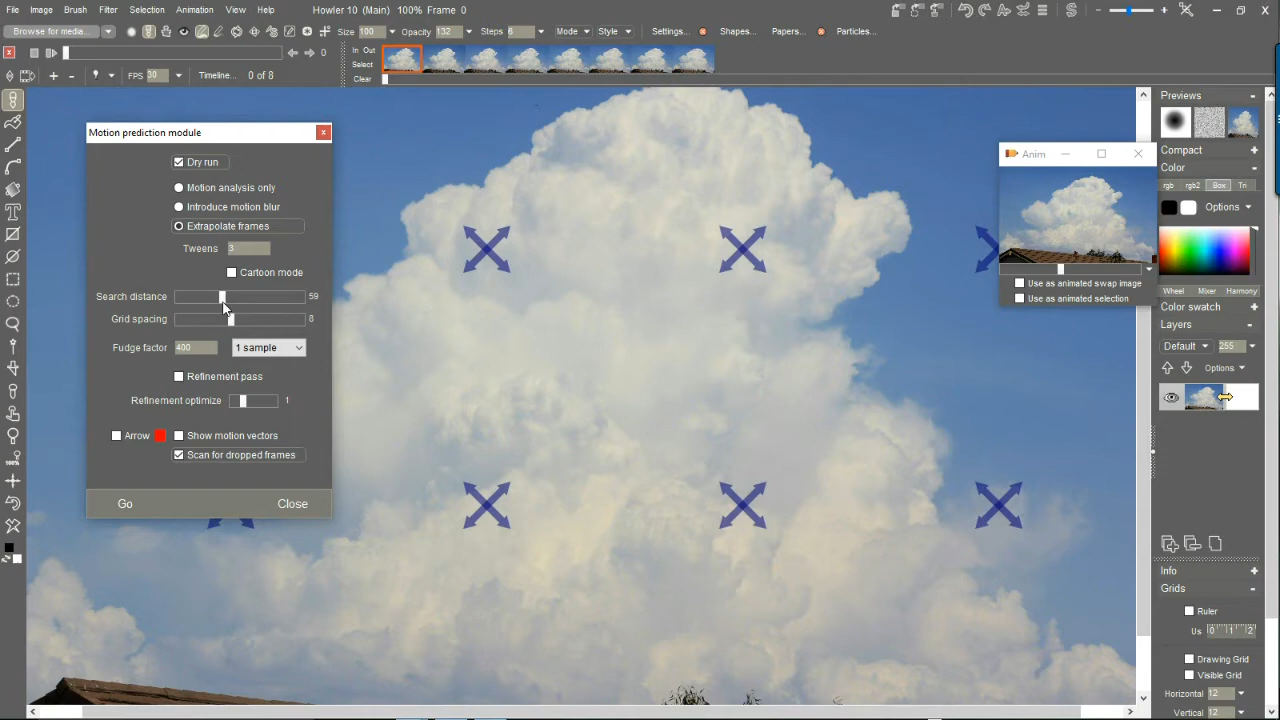 File Image Brush Filter Selection Animation View Help Howler 10 (Main) 100% Frame 0
Browse for media... Size 100 Opacity 132 Steps 6 Mode Style Settings... Shapes... Papers... Particles...
0 In Out
Select
FPS 30 Timeline... 0 of 8 Clear
Motion prediction module
Dry run
Motion analysis only
Introduce motion blur
Extrapolate frames
Tweens 3
Cartoon mode
Search distance 59
Grid spacing 8
Fudge factor 400 1 sample
Refinement pass
Refinement optimize 1
Arrow Show motion vectors
Scan for dropped frames
Go Close
100%
Anim
Use as animated swap image
Use as animated selection
Previews -
Compact +
Color -
rgb rgb2 Box Tri
Options
Wheel Mixer Harmony
Color swatch +
Layers -
Default 255
Options
Info +
Grids -
Ruler
Us 0 1 2
Drawing Grid
Visible Grid
Horizontal 12
Vertical 12